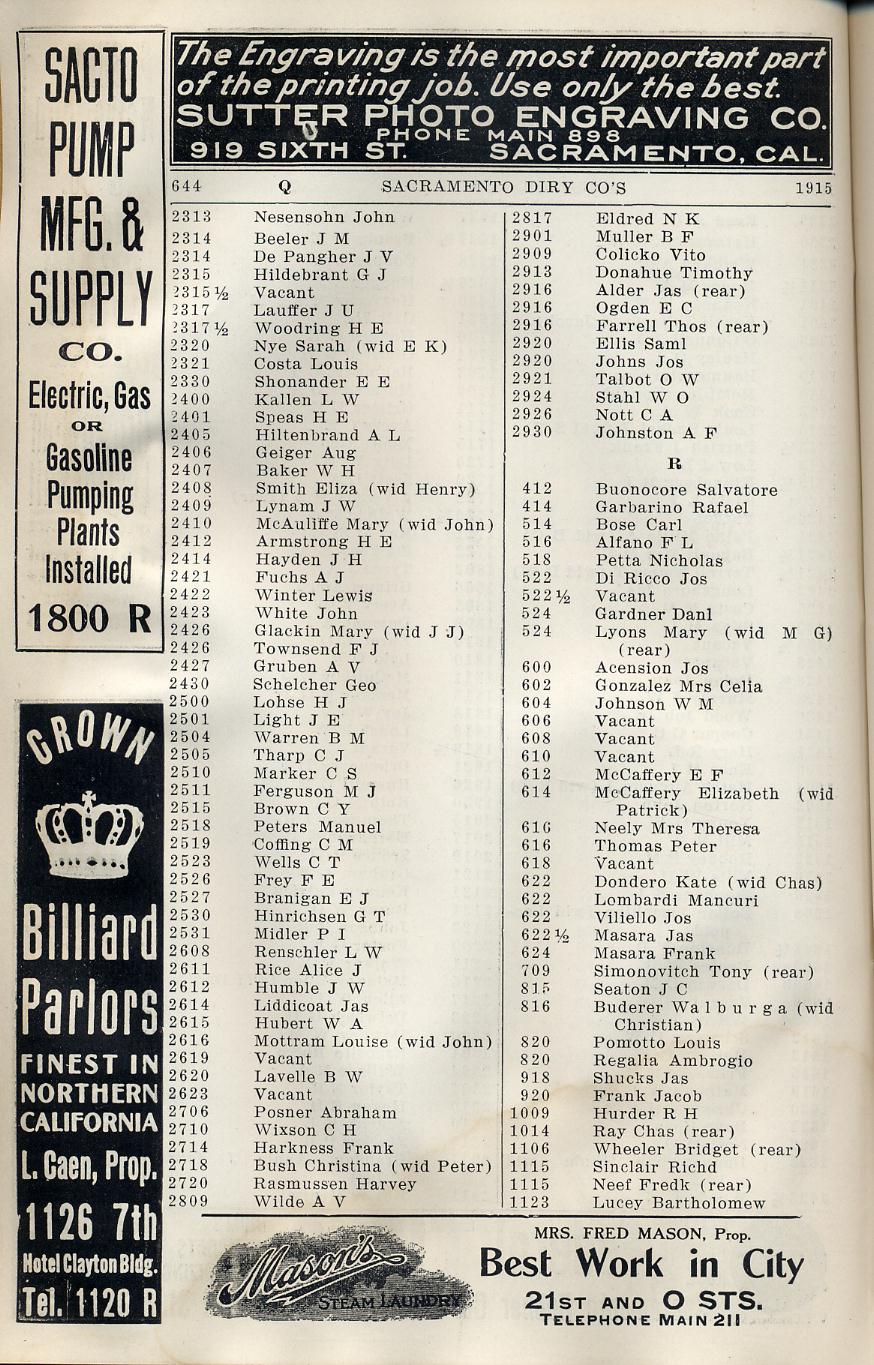 SACTO
PUMP
MFG. &
SUPPLY
CO.
Electric, Gas
OR
Gasoline
Pumping
Plants
Installed
1800 R
CROWN
Billiard
Parlors
FINEST IN
NORTHERN
CALIFORNIA
L. Caen, Prop.
1126 7th
Hotel Clayton Bldg.
Tel. 1120 R
The Engraving is the most important part
of the printing job. Use only the best.
SUTTER PHOTO ENGRAVING CO.
PHONE MAIN 898
919 SIXTH ST. SACRAMENTO, CAL.
644 Q SACRAMENTO DIRY CO'S 1915
2313 Nesensohn John
2314 Beeler J M
2314 De Pangher J V
2315 Hildebrant G J
2315½ Vacant
2317 Lauffer J U
2317½ Woodring H E
2320 Nye Sarah (wid E K)
2321 Costa Louis
2330 Shonander E E
2400 Kallen L W
2401 Speas H E
2405 Hiltenbrand A L
2406 Geiger Aug
2407 Baker W H
2408 Smith Eliza (wid Henry)
2409 Lynam J W
2410 McAuliffe Mary (wid John)
2412 Armstrong H E
2414 Hayden J H
2421 Fuchs A J
2422 Winter Lewis
2423 White John
2426 Glackin Mary (wid J J)
2426 Townsend F J
2427 Gruben A V
2430 Schelcher Geo
2500 Lohse H J
2501 Light J E
2504 Warren B M
2505 Tharp C J
2510 Marker C S
2511 Ferguson M J
2515 Brown C Y
2518 Peters Manuel
2519 Coffing C M
2523 Wells C T
2526 Frey F E
2527 Branigan E J
2530 Hinrichsen G T
2531 Midler P I
2608 Renschler L W
2611 Rice Alice J
2612 Humble J W
2614 Liddicoat Jas
2615 Hubert W A
2616 Mottram Louise (wid John)
2619 Vacant
2620 Lavelle B W
2623 Vacant
2706 Posner Abraham
2710 Wixson C H
2714 Harkness Frank
2718 Bush Christina (wid Peter)
2720 Rasmussen Harvey
2809 Wilde A V
2817 Eldred N K
2901 Muller B F
2909 Colicko Vito
2913 Donahue Timothy
2916 Alder Jas (rear)
2916 Ogden E C
2916 Farrell Thos (rear)
2920 Ellis Saml
2920 Johns Jos
2921 Talbot O W
2924 Stahl W O
2926 Nott C A
2930 Johnston A F
R
412 Buonocore Salvatore
414 Garbarino Rafael
514 Bose Carl
516 Alfano F L
518 Petta Nicholas
522 Di Ricco Jos
522½ Vacant
524 Gardner Danl
524 Lyons Mary (wid M G)
(rear)
600 Acension Jos
602 Gonzalez Mrs Celia
604 Johnson W M
606 Vacant
608 Vacant
610 Vacant
612 McCaffery E F
614 McCaffery Elizabeth (wid
Patrick)
616 Neely Mrs Theresa
616 Thomas Peter
618 Vacant
622 Dondero Kate (wid Chas)
622 Lombardi Mancuri
622 Viliello Jos
622½ Masara Jas
624 Masara Frank
709 Simonovitch Tony (rear)
815 Seaton J C
816 Buderer Walburga (wid
Christian)
820 Pomotto Louis
820 Regalia Ambrogio
918 Shucks Jas
920 Frank Jacob
1009 Hurder R H
1014 Ray Chas (rear)
1106 Wheeler Bridget (rear)
1115 Sinclair Richd
1115 Neef Fredk (rear)
1123 Lucey Bartholomew
Mason's
STEAM LAUNDRY
MRS. FRED MASON, Prop.
Best Work in City
21ST AND O STS.
TELEPHONE MAIN 211